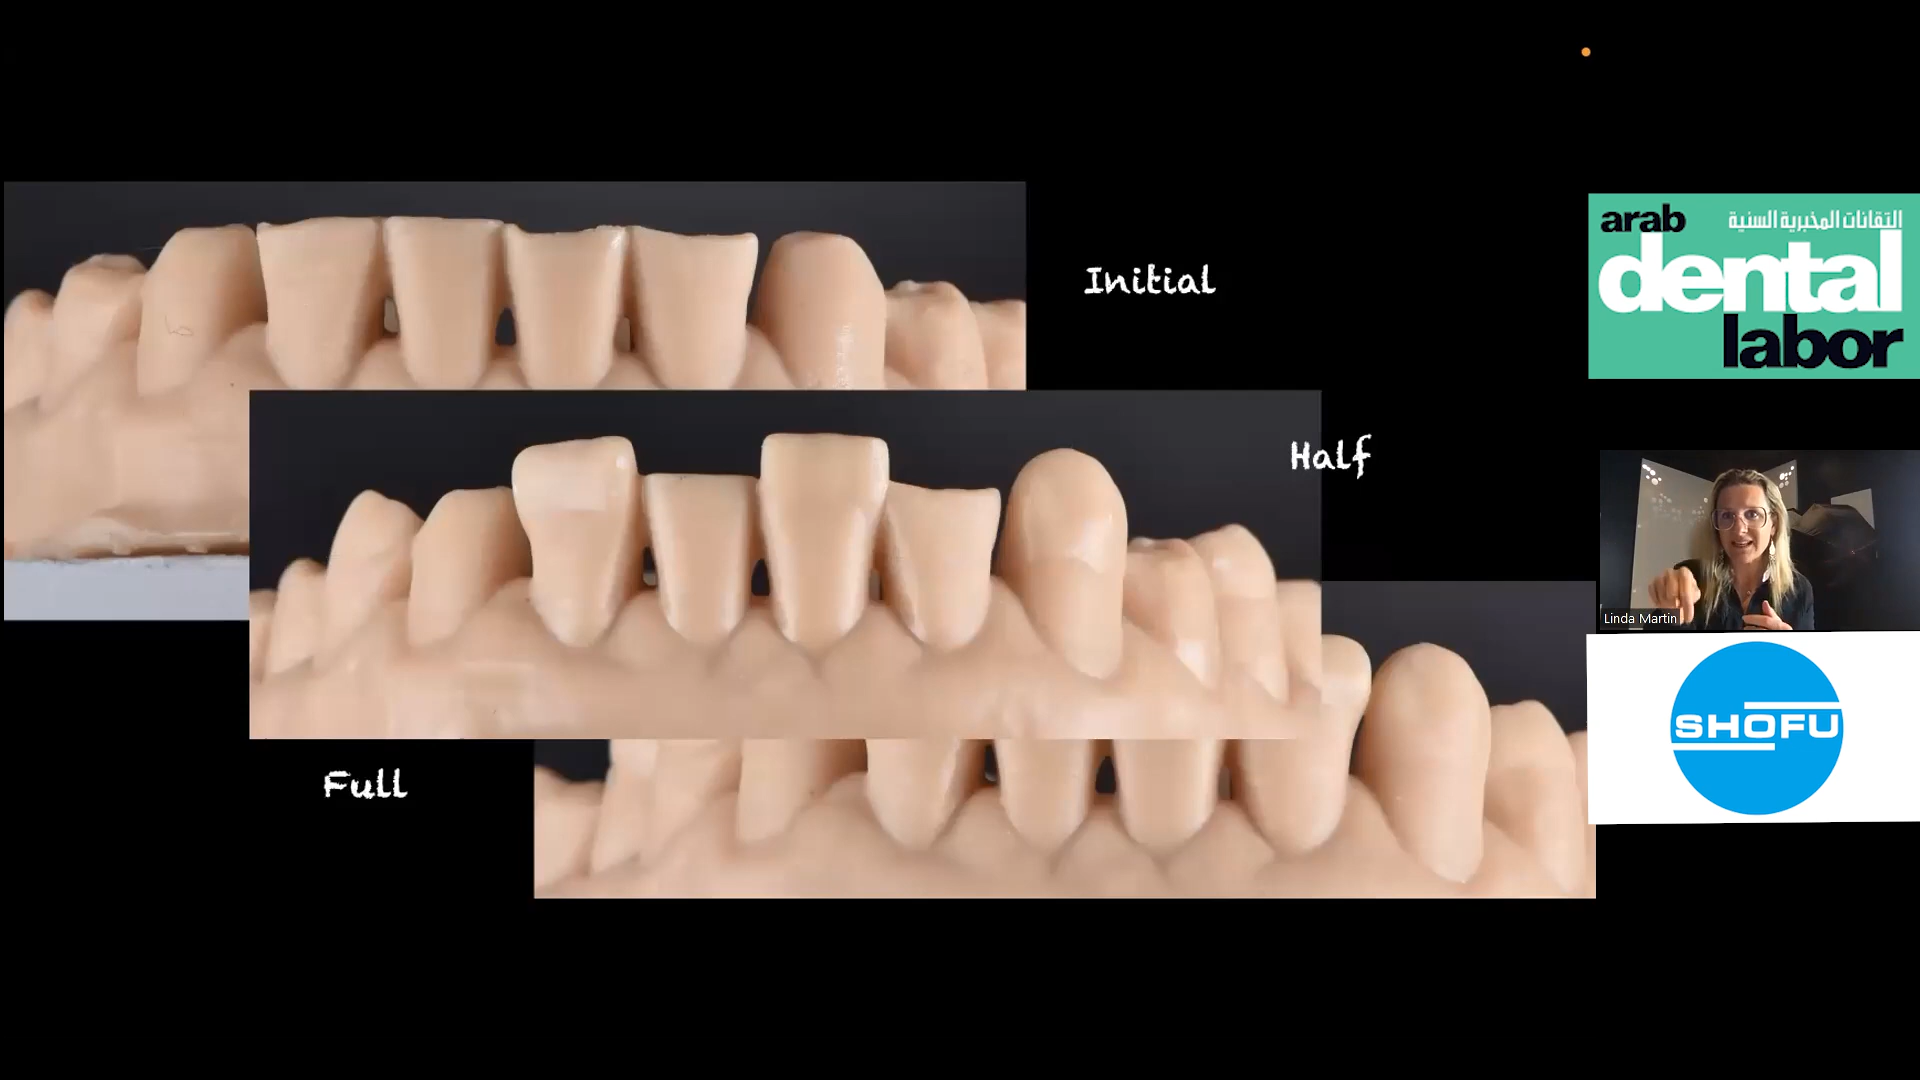 Initial
Half
Full
arab
التقانات المخبرية السنية
dental
labor
Linda Martin
SHOFU